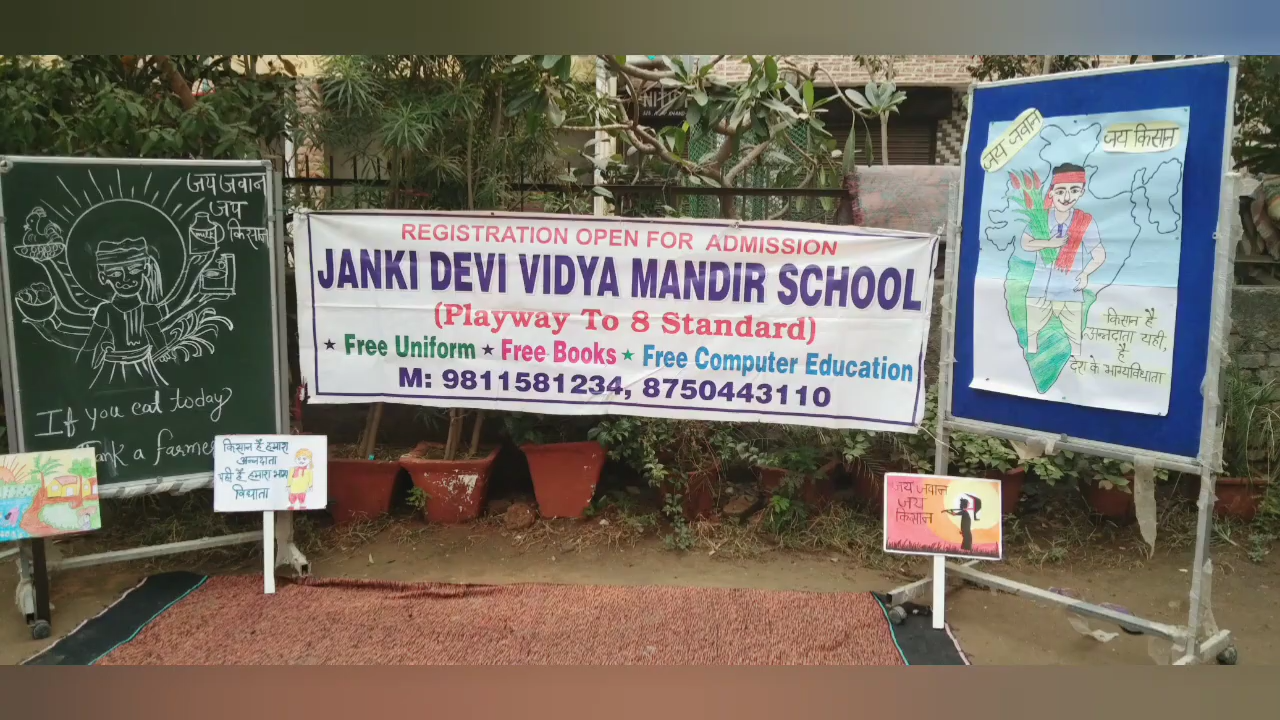 जय जवान
जय
किसान
If you eat today
a farmer
किसान है हमारा
अन्नदाता
यही है हमारा भाग्य
विधाता
REGISTRATION OPEN FOR ADMISSION
JANKI DEVI VIDYA MANDIR SCHOOL
(Playway To 8 Standard)
★ Free Uniform ★ Free Books ★ Free Computer Education
M: 9811581234, 8750443110
जय जवान
जय किसान
किसान है
अन्नदाता यही,
है
देश के भाग्यविधाता
जय जवान
जय
किसान